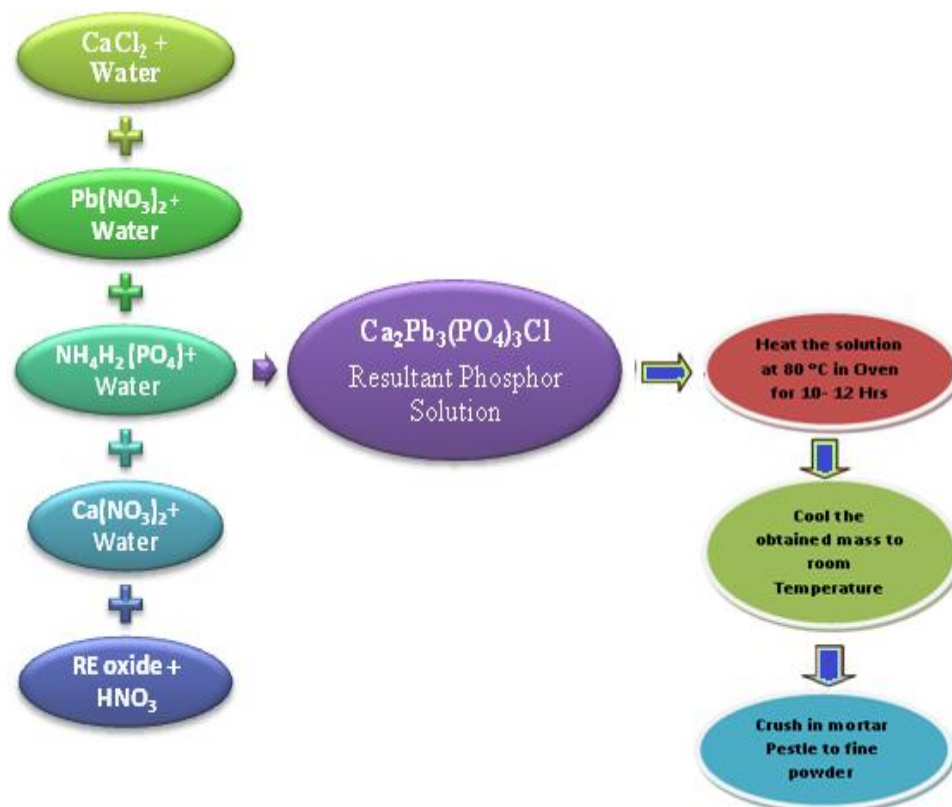 CaCl₂ +
Water
Pb(NO₃)₂+
Water
NH₄H₂(PO₄)+
Water
Ca(NO₃)₂+
Water
RE oxide +
HNO₃
Ca₂Pb₃(PO₄)₃Cl
Resultant Phosphor
Solution
Heat the solution
at 80 °C in Oven
for 10- 12 Hrs
Cool the
obtained mass to
room
Temperature
Crush in mortar
Pestle to fine
powder